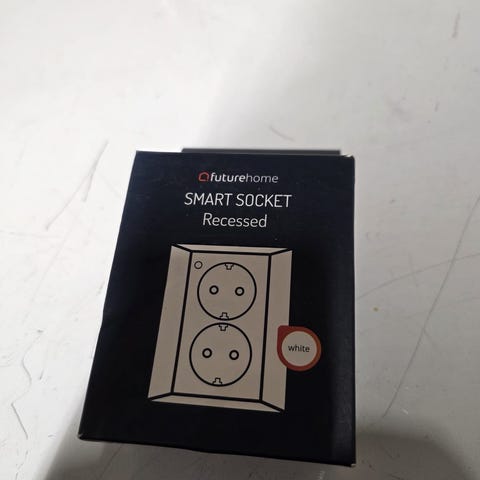 futurehome
SMART SOCKET
Recessed
white